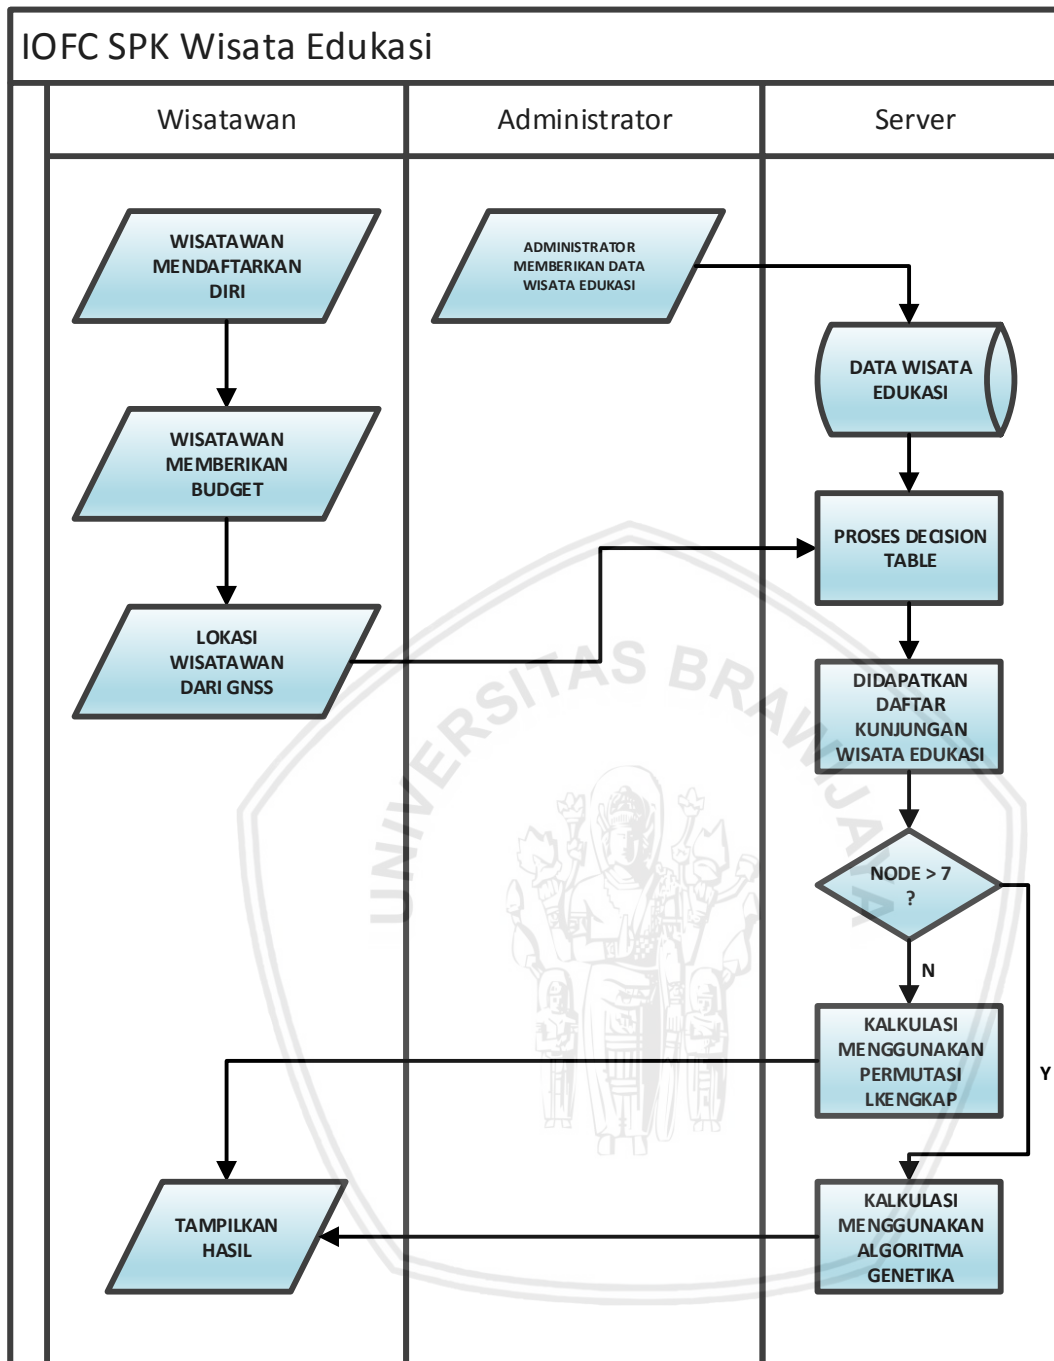 IOFC SPK Wisata Edukasi
Wisatawan
Administrator
Server
WISATAWAN
MENDAFTARKAN
DIRI
ADMINISTRATOR
MEMBERIKAN DATA
WISATA EDUKASI
DATA WISATA
EDUKASI
WISATAWAN
MEMBERIKAN
BUDGET
PROSES DECISION
TABLE
LOKASI
WISATAWAN
DARI GNSS
DIDAPATKAN
DAFTAR
KUNJUNGAN
WISATA EDUKASI
NODE > 7
?
N
Y
KALKULASI
MENGGUNAKAN
PERMUTASI
LKENGKAP
TAMPILKAN
HASIL
KALKULASI
MENGGUNAKAN
ALGORITMA
GENETIKA
UNIVERSITAS BRAWIJAYA